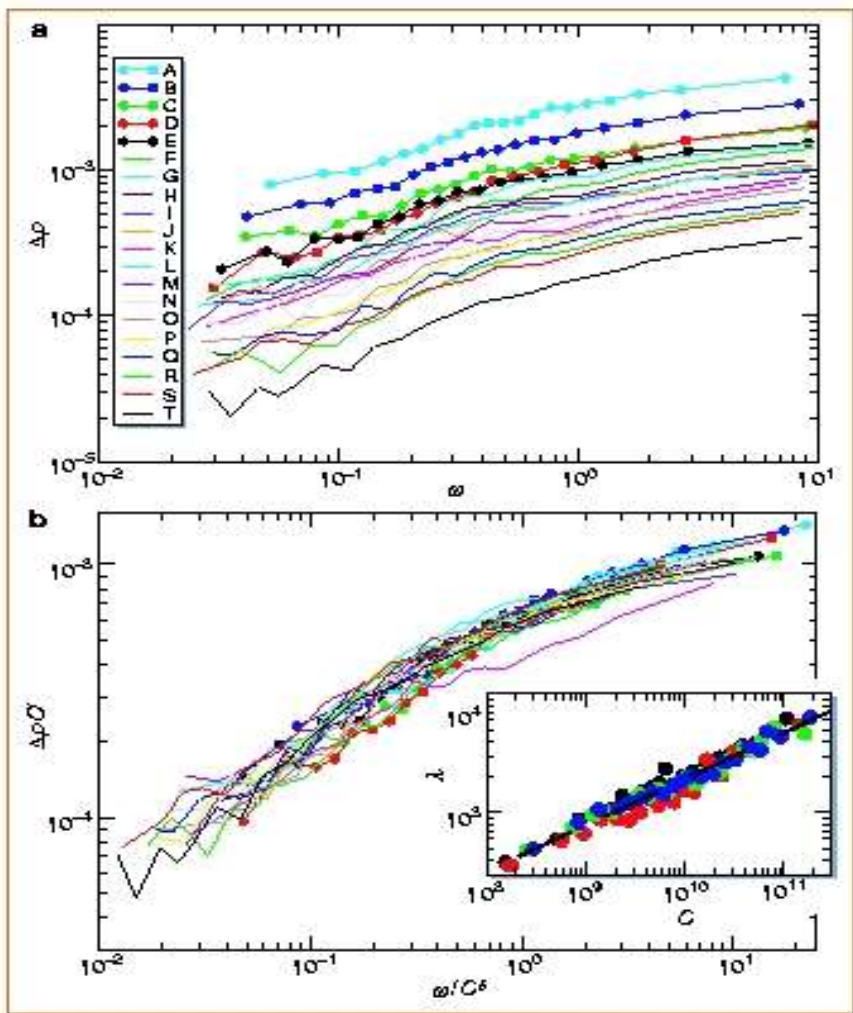 a
A
B
C
D
E
F
G
H
I
J
K
L
M
N
O
P
Q
R
S
T
10⁻³
Δρ
10⁻⁴
10⁻⁵
10⁻² 10⁻¹ 10⁰ 10¹
ω
b
10⁻³
10⁻⁴
10⁴
λ
10³
10⁸ 10⁹ 10¹⁰ 10¹¹
C
10⁻² 10⁻¹ 10⁰ 10¹